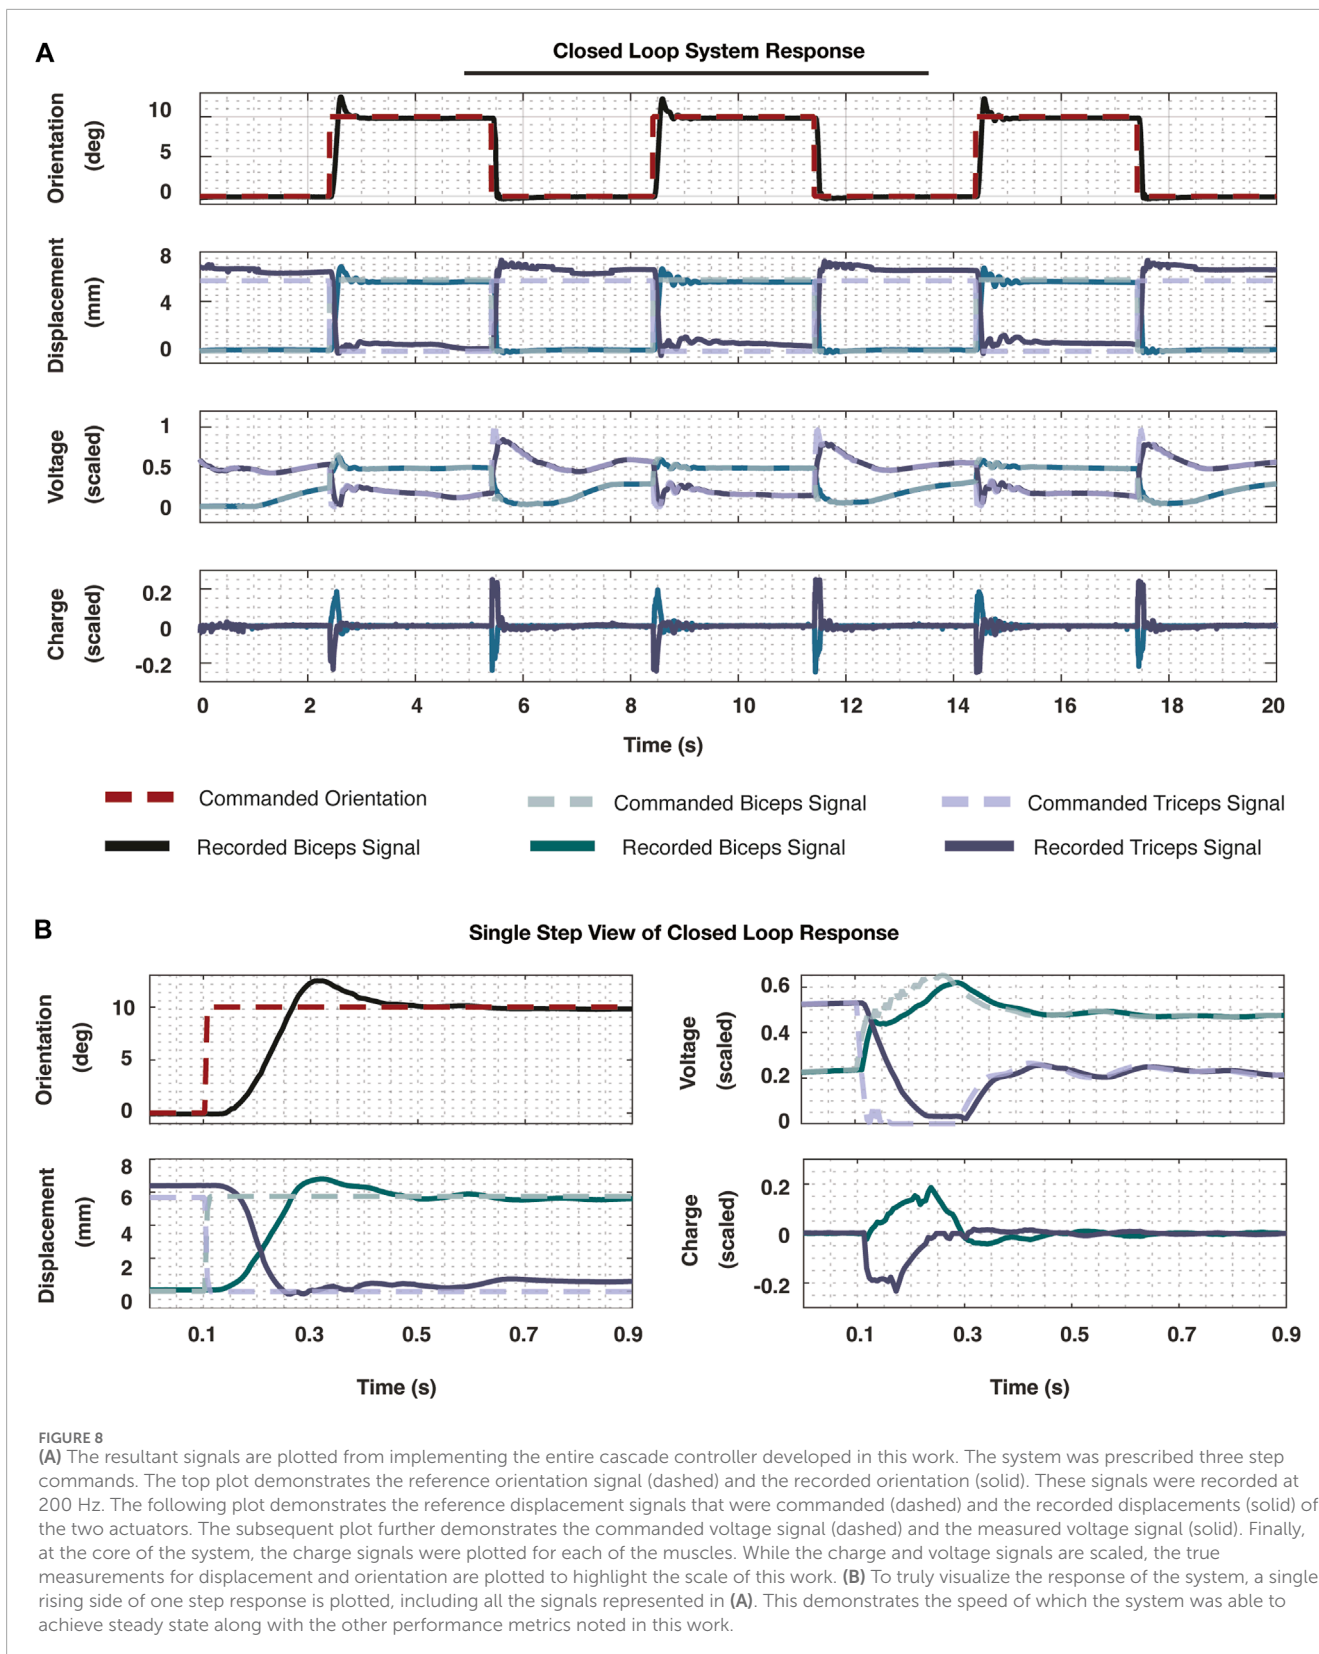 A
Closed Loop System Response
Orientation
(deg)
10
5
0
Displacement
(mm)
8
4
0
Voltage
(scaled)
1
0.5
0
Charge
(scaled)
0.2
0
-0.2
0 2 4 6 8 10 12 14 16 18 20
Time (s)
Commanded Orientation
Commanded Biceps Signal
Commanded Triceps Signal
Recorded Biceps Signal
Recorded Biceps Signal
Recorded Triceps Signal
B
Single Step View of Closed Loop Response
Orientation
(deg)
10
5
0
Displacement
(mm)
8
6
4
2
0
0.1 0.3 0.5 0.7 0.9
Time (s)
Voltage
(scaled)
0.6
0.4
0.2
0
Charge
(scaled)
0.2
0
-0.2
0.1 0.3 0.5 0.7 0.9
Time (s)
FIGURE 8
(A) The resultant signals are plotted from implementing the entire cascade controller developed in this work. The system was prescribed three step
commands. The top plot demonstrates the reference orientation signal (dashed) and the recorded orientation (solid). These signals were recorded at
200 Hz. The following plot demonstrates the reference displacement signals that were commanded (dashed) and the recorded displacements (solid) of
the two actuators. The subsequent plot further demonstrates the commanded voltage signal (dashed) and the measured voltage signal (solid). Finally,
at the core of the system, the charge signals were plotted for each of the muscles. While the charge and voltage signals are scaled, the true
measurements for displacement and orientation are plotted to highlight the scale of this work. (B) To truly visualize the response of the system, a single
rising side of one step response is plotted, including all the signals represented in (A). This demonstrates the speed of which the system was able to
achieve steady state along with the other performance metrics noted in this work.